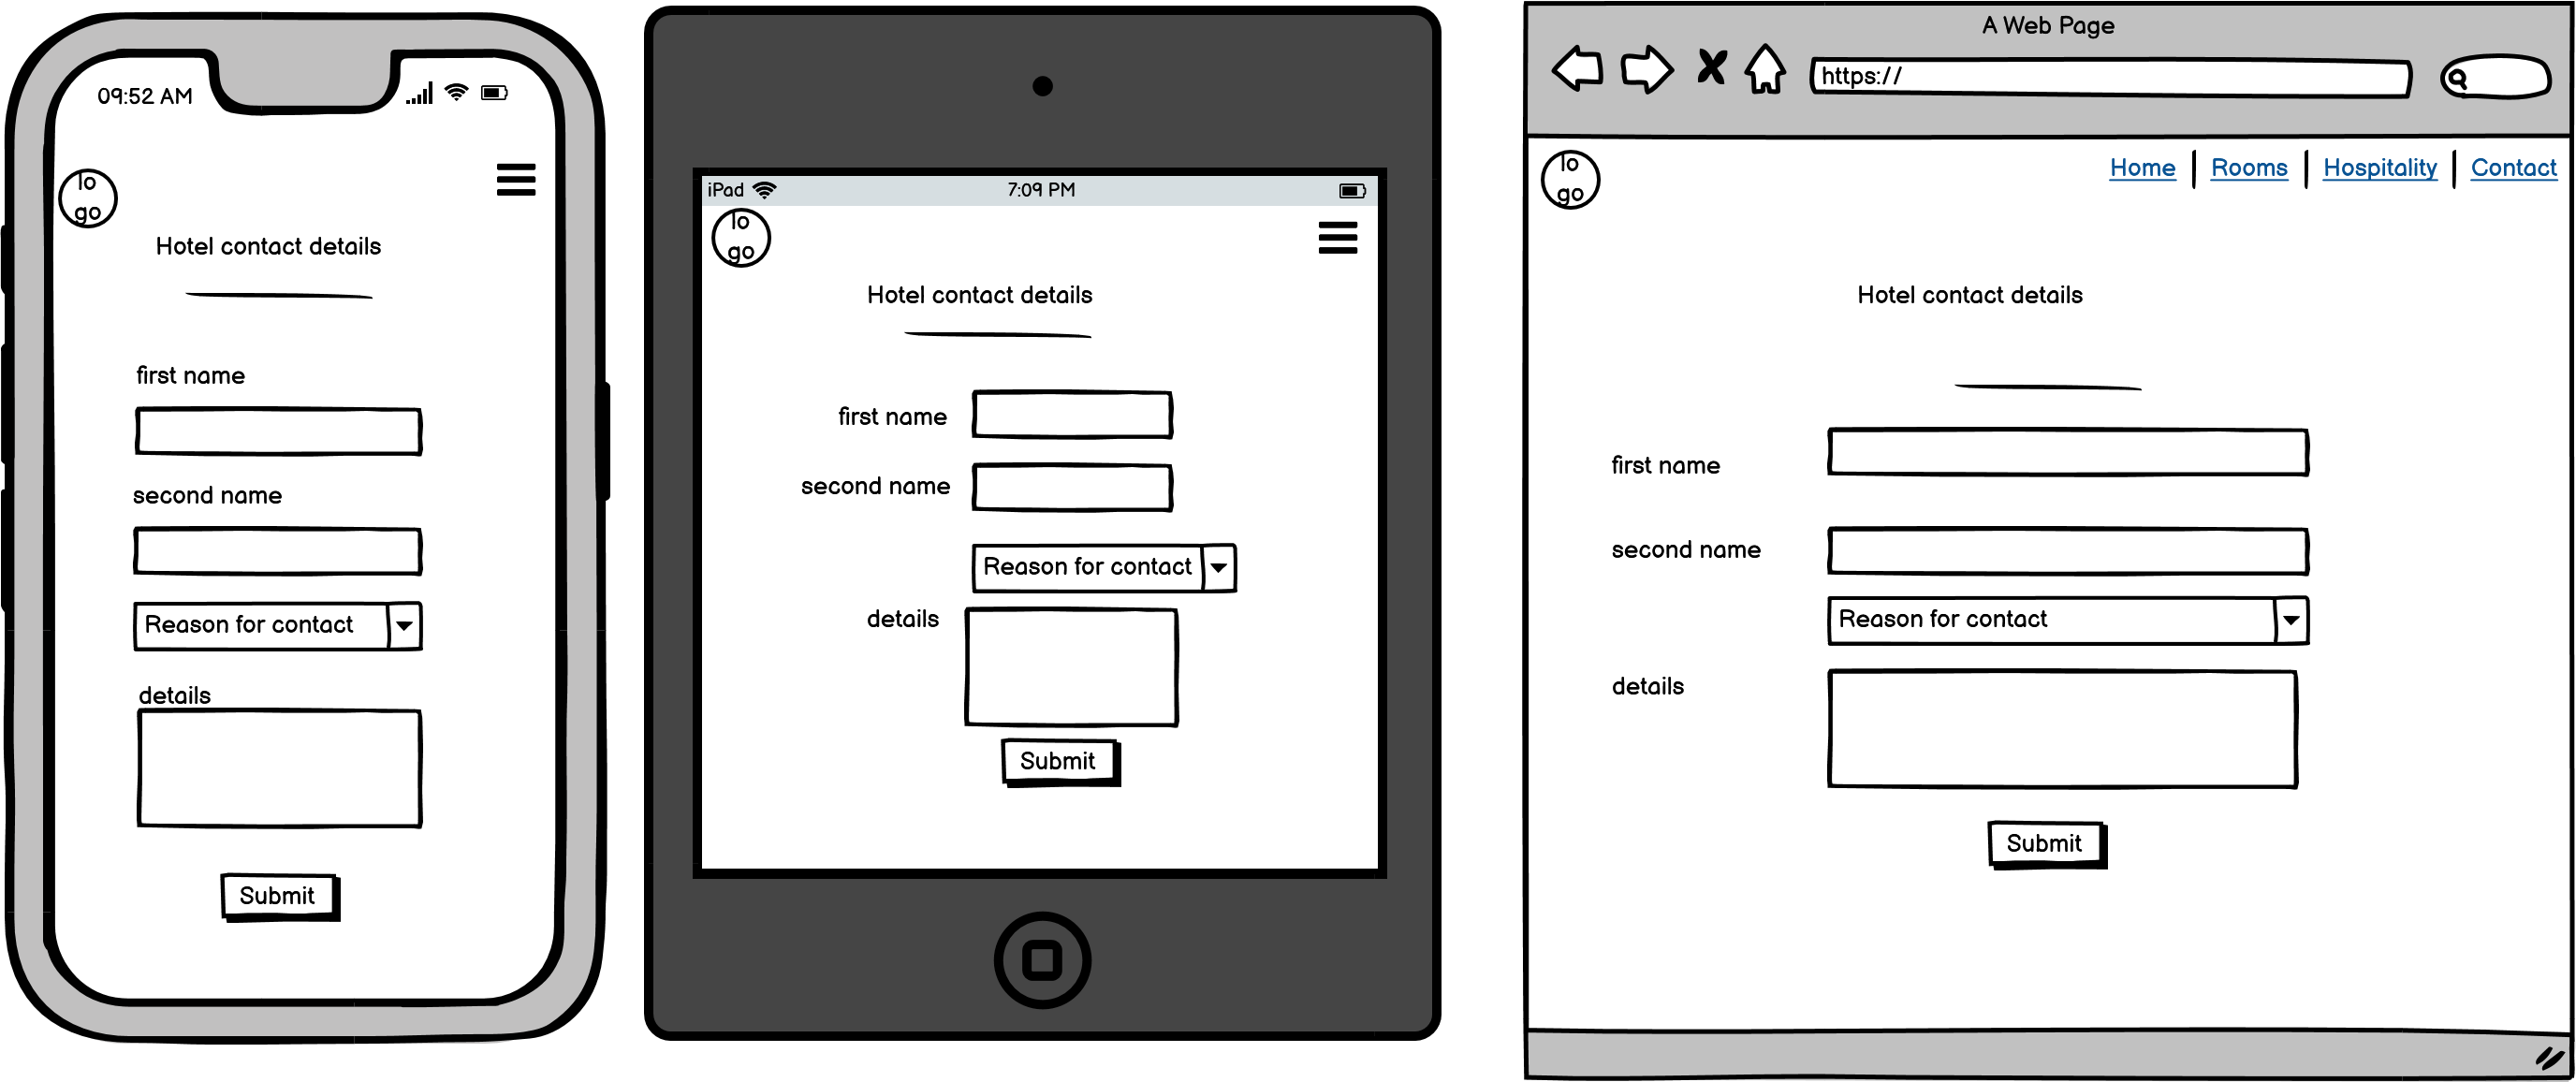 09:52 AM
lo
go
Hotel contact details
first name
second name
Reason for contact
details
Submit
iPad
7:09 PM
lo
go
Hotel contact details
first name
second name
Reason for contact
details
Submit
A Web Page
https://
lo
go
Home Rooms Hospitality Contact
Hotel contact details
first name
second name
Reason for contact
details
Submit